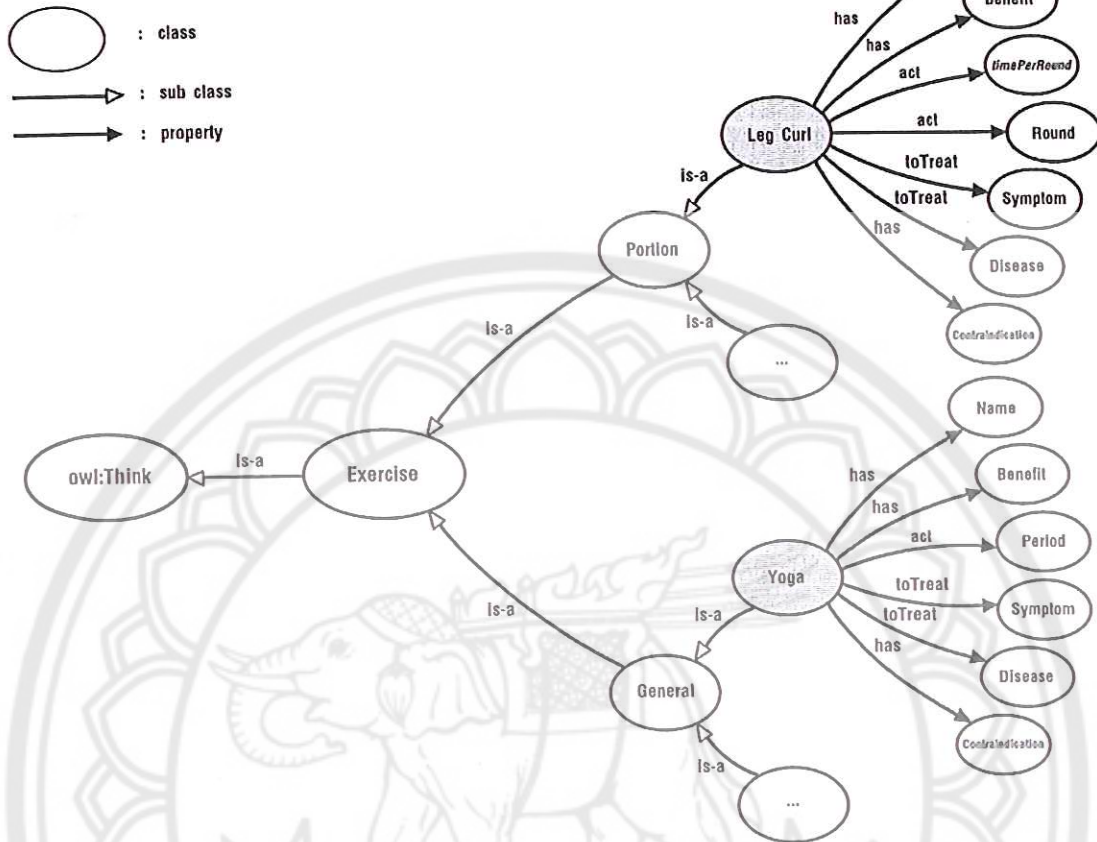 : class
: sub class
: property
has
Benefit
has
act
timePerRound
Leg Curl
act
Round
toTreat
Symptom
toTreat
has
Disease
Contraindication
is-a
Portion
Is-a
...
Is-a
owl:Think
Is-a
Exercise
Is-a
General
Is-a
...
Is-a
Yoga
has
Name
has
Benefit
act
Period
toTreat
Symptom
toTreat
Disease
has
Contraindication